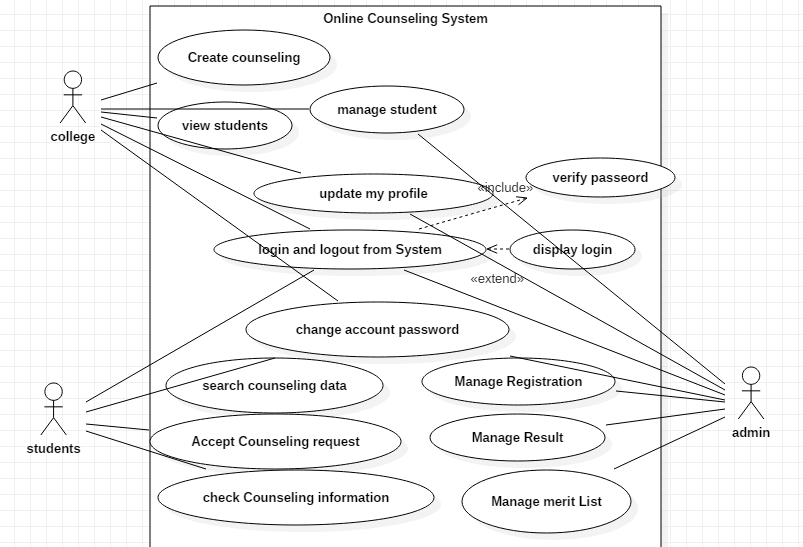 Online Counseling System
Create counseling
manage student
college
view students
verify passeord
update my profile
«include»
login and logout from System
display login
«extend»
change account password
search counseling data
Manage Registration
admin
students
Accept Counseling request
Manage Result
check Counseling information
Manage merit List